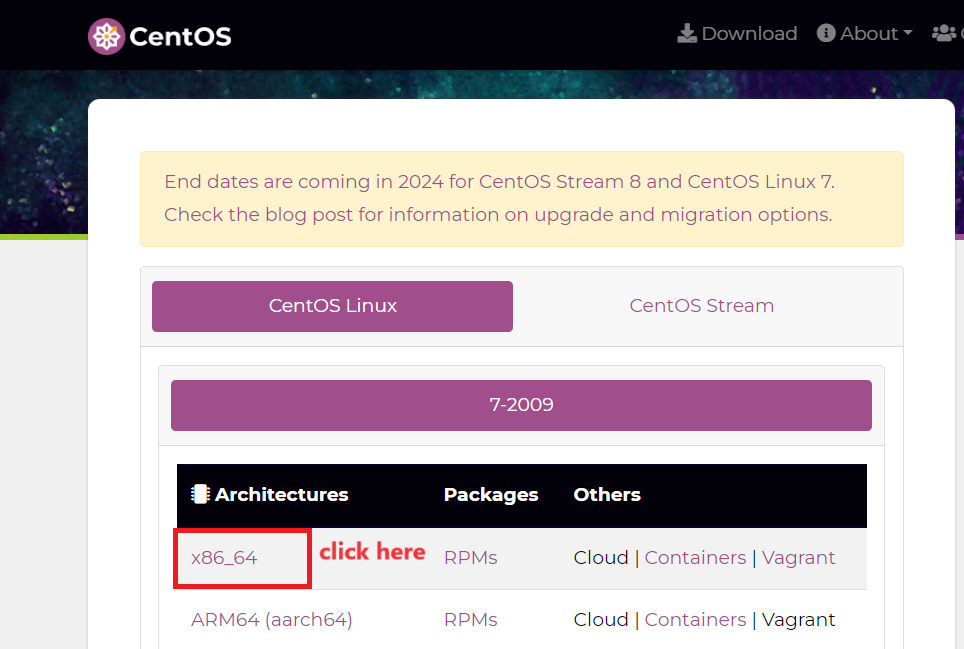 CentOS Download About
End dates are coming in 2024 for CentOS Stream 8 and CentOS Linux 7.
Check the blog post for information on upgrade and migration options.
CentOS Linux CentOS Stream
7-2009
Architectures Packages Others
x86_64 click here RPMs Cloud | Containers | Vagrant
ARM64 (aarch64) RPMs Cloud | Containers | Vagrant